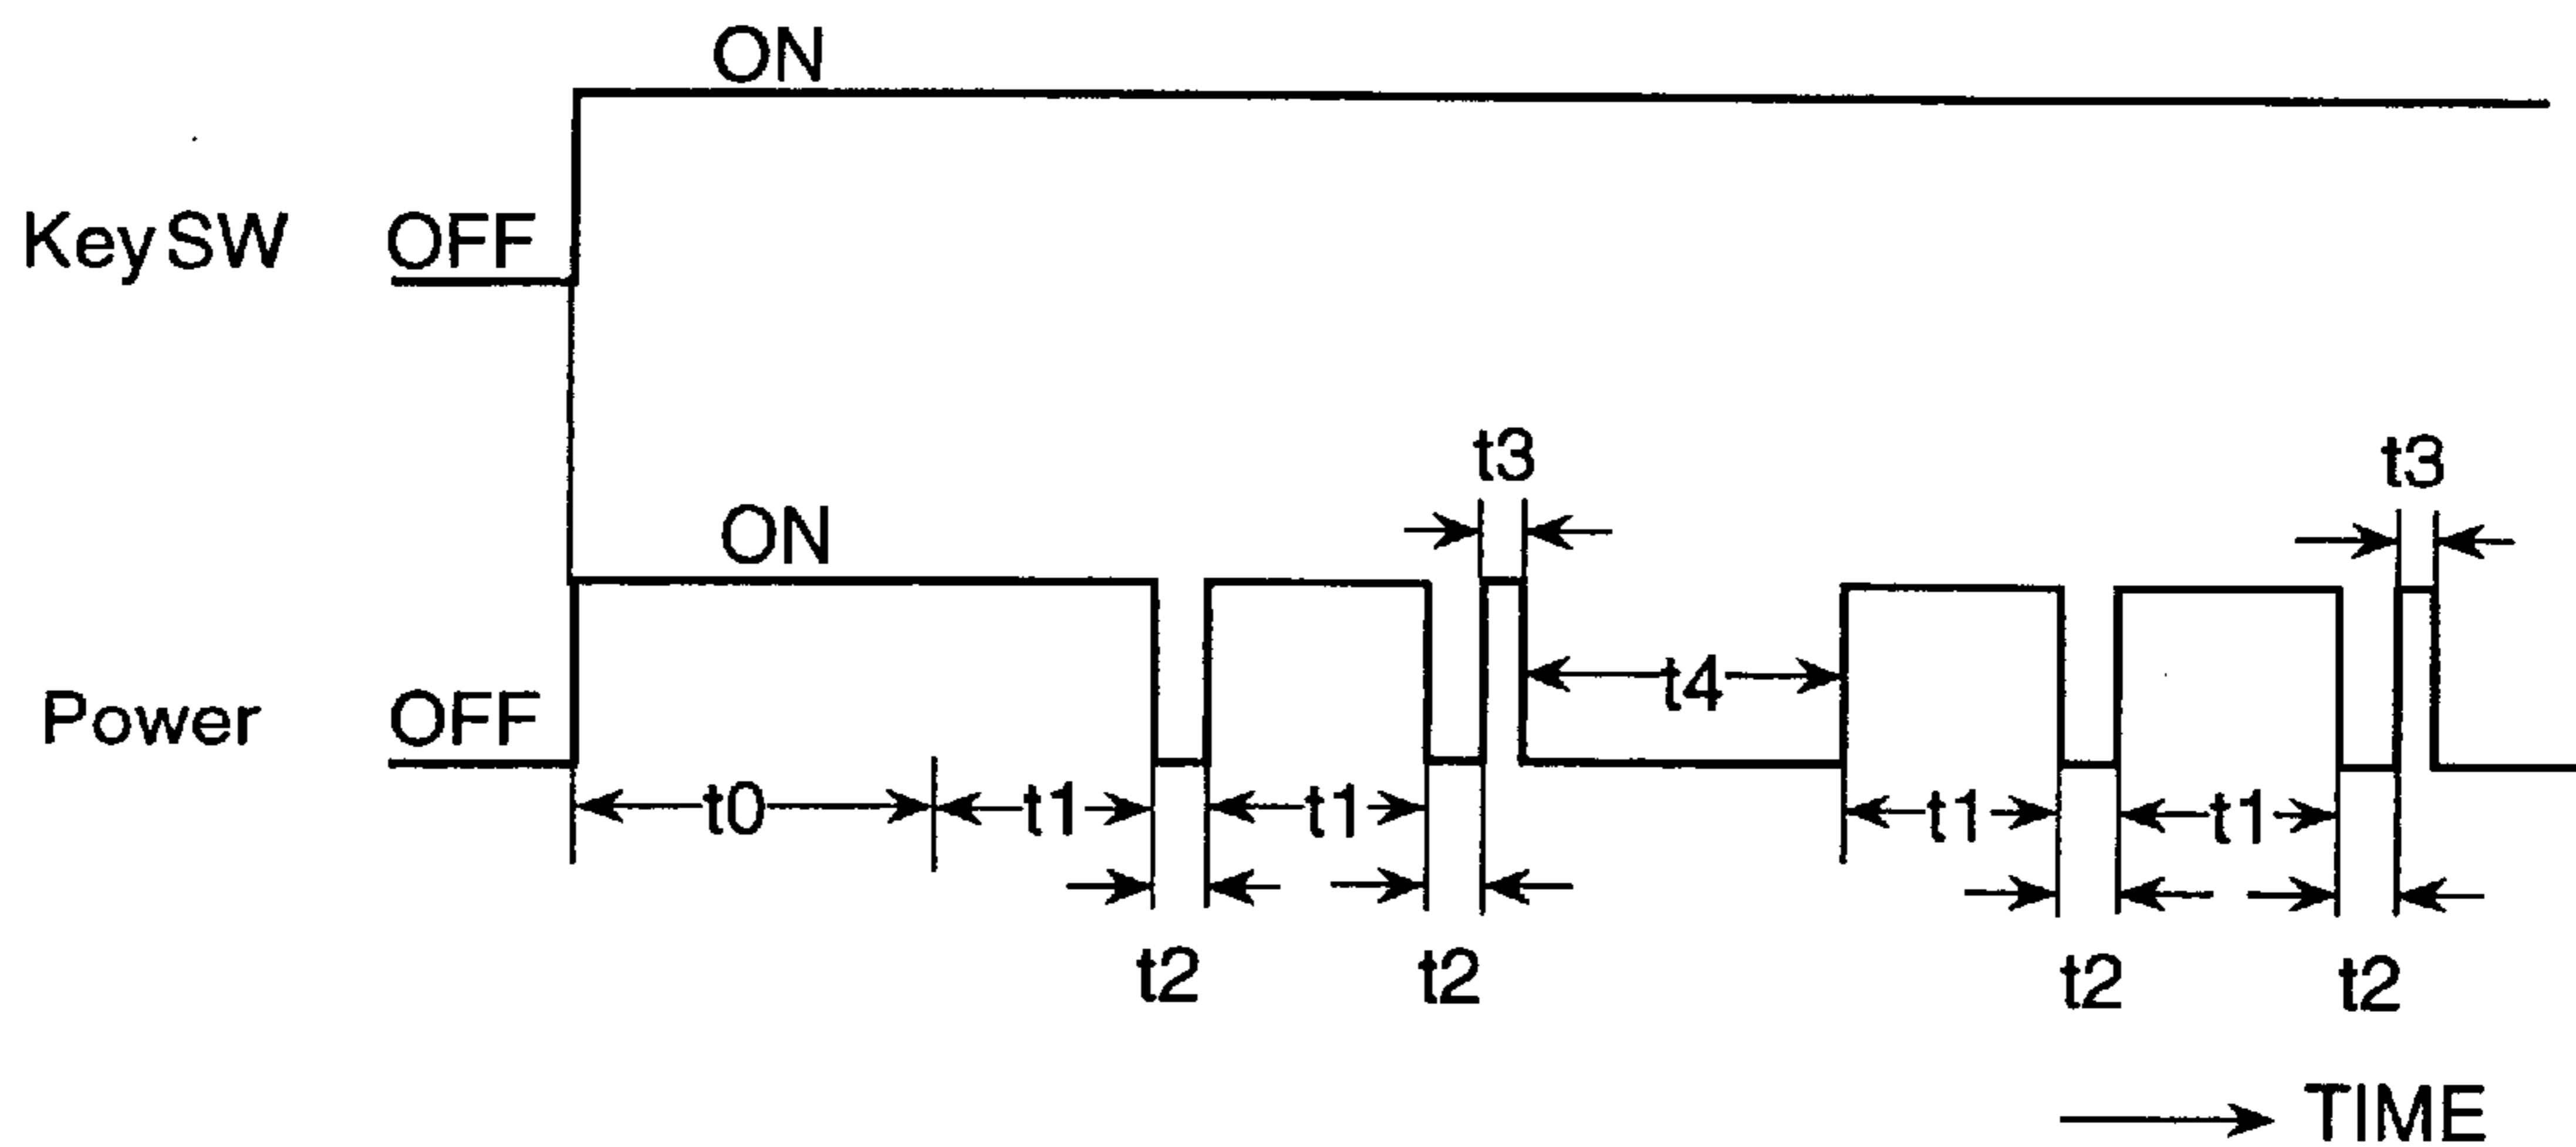 ON
Key SW OFF
t3 t3
ON
t4
Power OFF
t0 t1 t1 t1 t1
t2 t2 t2 t2
TIME